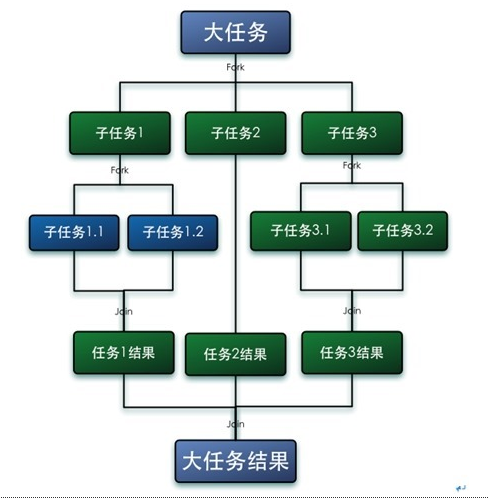 大任务
Fork
子任务1
子任务2
子任务3
Fork
Fork
子任务1.1
子任务1.2
子任务3.1
子任务3.2
Join
Join
任务1结果
任务2结果
任务3结果
Join
大任务结果